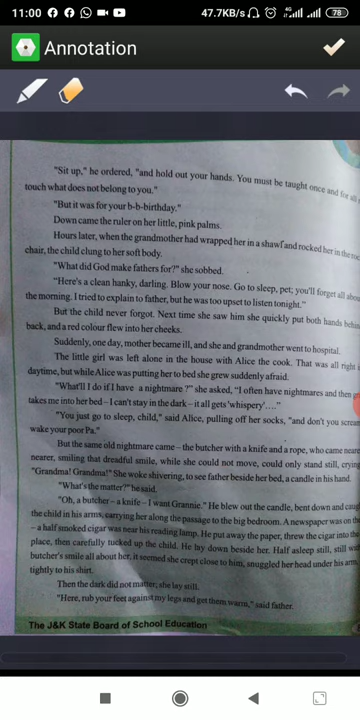 11:00
47.7KB/s
4G
78
Annotation
"Sit up," he ordered, "and hold out your hands. You must be taught once and for all
touch what does not belong to you."
"But it was for your b-b-birthday."
Down came the ruler on her little, pink palms.
Hours later, when the grandmother had wrapped her in a shawl and rocked her in the
chair, the child clung to her soft body.
"What did God make fathers for?" she sobbed.
"Here's a clean hanky, darling. Blow your nose. Go to sleep, pet; you'll forget all
the morning. I tried to explain to father, but he was too upset to listen tonight."
But the child never forgot. Next time she saw him she quickly put both hands
back, and a red colour flew into her cheeks.
Suddenly, one day, mother became ill, and she and grandmother went to hospital.
The little girl was left alone in the house with Alice the cook. That was all right
daytime, but while Alice was putting her to bed she grew suddenly afraid.
"What'll I do if I have a nightmare ?" she asked, "I often have nightmares and then
takes me into her bed – I can't stay in the dark – it all gets 'whispery'...."
"You just go to sleep, child," said Alice, pulling off her socks, "and don't you
wake your poor Pa."
But the same old nightmare came – the butcher with a knife and a rope, who came
nearer, smiling that dreadful smile, while she could not move, could only stand still, crying
"Grandma! Grandma!" She woke shivering, to see father beside her bed, a candle in his hand.
"What's the matter?" he said.
"Oh, a butcher – a knife – I want Grannie." He blew out the candle, bent down and
the child in his arms, carrying her along the passage to the big bedroom. A newspaper was on the
– a half smoked cigar was near his reading lamp. He put away the paper, threw the cigar into the
place, then carefully tucked up the child. He lay down beside her. Half asleep still, still
butcher's smile all about her, it seemed she crept close to him, snuggled her head under his arm,
tightly to his shirt.
Then the dark did not matter; she lay still.
"Here, rub your feet against my legs and get them warm," said father.
The J&K State Board of School Education